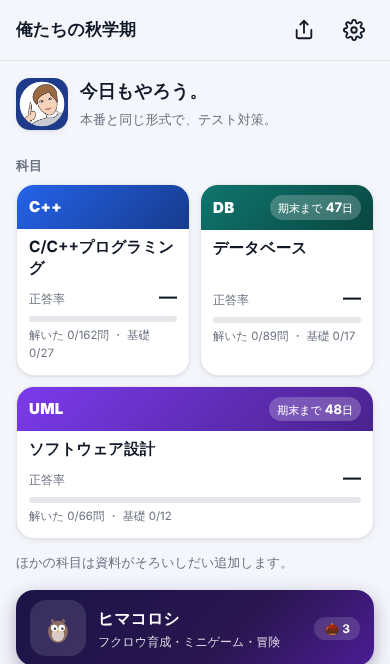 俺たちの秋学期
今日もやろう。
本番と同じ形式で、テスト対策。
科目
C++
C/C++プログラミン
グ
正答率 —
解いた 0/162問 ・ 基礎
0/27
DB 期末まで 47日
データベース
正答率 —
解いた 0/89問 ・ 基礎 0/17
UML 期末まで 48日
ソフトウェア設計
正答率 —
解いた 0/66問 ・ 基礎 0/12
ほかの科目は資料がそろいしだい追加します。
ヒマコロシ
フクロウ育成・ミニゲーム・冒険
3